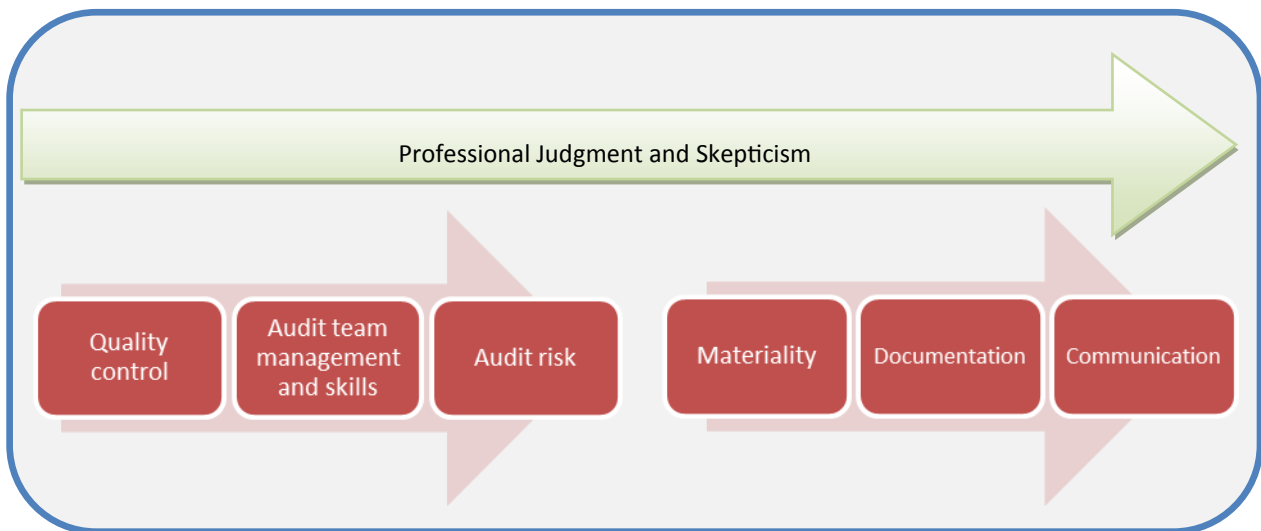 Professional Judgment and Skepticism
Quality
control
Audit team
management
and skills
Audit risk
Materiality
Documentation
Communication